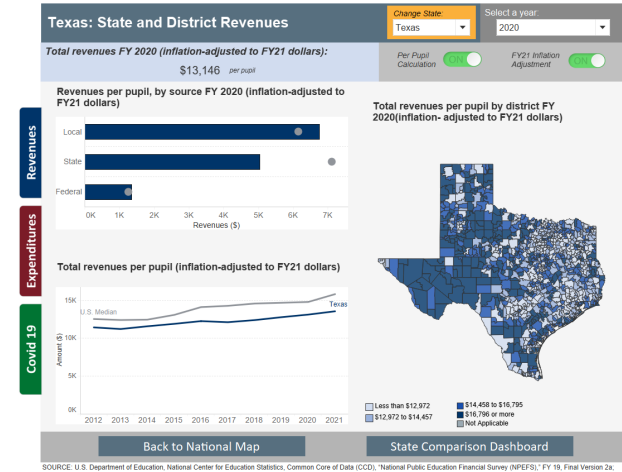 Texas: State and District Revenues
Change State:
Texas
Select a year:
2020
Total revenues FY 2020 (inflation-adjusted to FY21 dollars):
$13,146 per pupil
Per Pupil
Calculation
ON
FY21 Inflation
Adjustment
ON
Revenues
Expenditures
Covid 19
Revenues per pupil, by source FY 2020 (inflation-adjusted to
FY21 dollars)
Local
State
Federal
0K 1K 2K 3K 4K 5K 6K 7K
Revenues ($)
Total revenues per pupil (inflation-adjusted to FY21 dollars)
15K
10K
5K
0K
Amount ($)
U.S. Median
Texas
2012 2013 2014 2015 2016 2017 2018 2019 2020 2021
Total revenues per pupil by district FY
2020(inflation- adjusted to FY21 dollars)
Less than $12,972
$12,972 to $14,457
$14,458 to $16,795
$16,796 or more
Not Applicable
Back to National Map
State Comparison Dashboard
SOURCE: U.S. Department of Education, National Center for Education Statistics, Common Core of Data (CCD), "National Public Education Financial Survey (NPEFS)," FY 19, Final Version 2a;